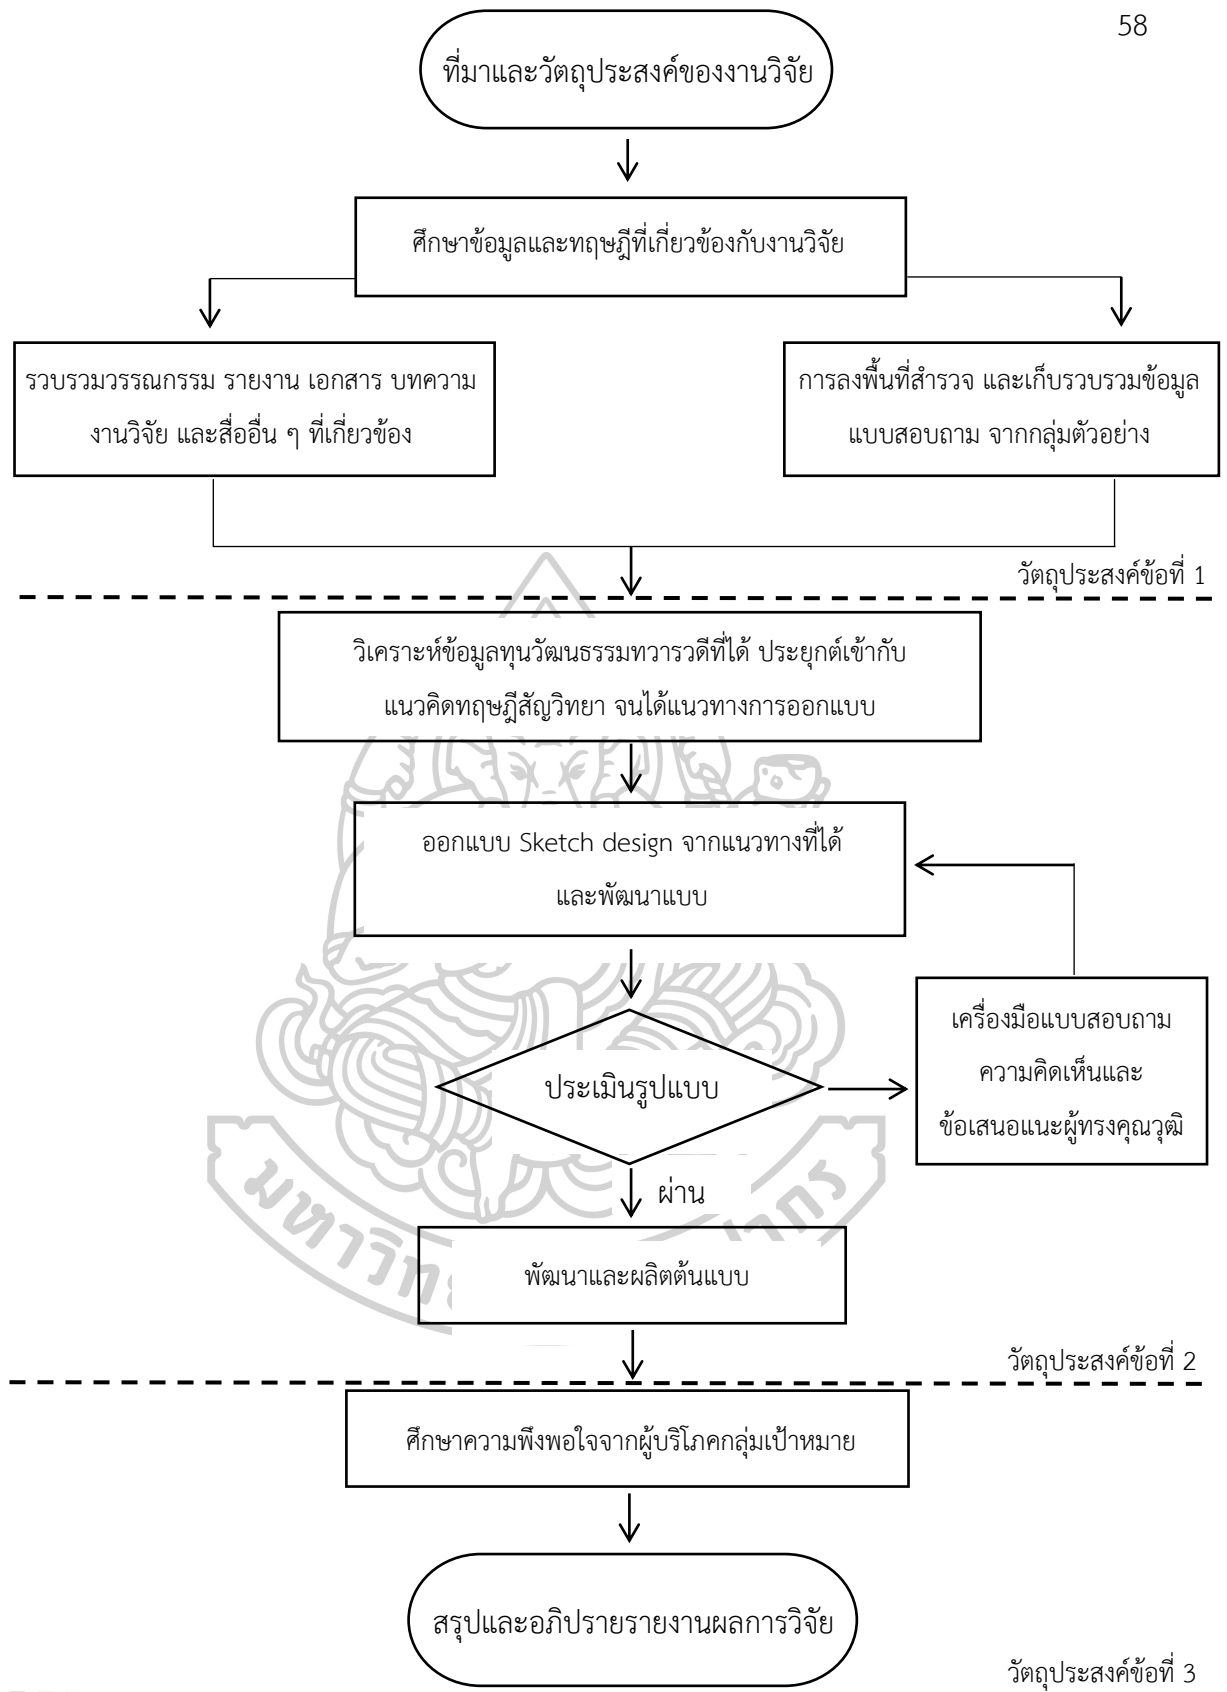 58
ที่มาและวัตถุประสงค์ของงานวิจัย
ศึกษาข้อมูลและทฤษฎีที่เกี่ยวข้องกับงานวิจัย
รวบรวมวรรณกรรม รายงาน เอกสาร บทความ
งานวิจัย และสื่ออื่น ๆ ที่เกี่ยวข้อง
การลงพื้นที่สำรวจ และเก็บรวบรวมข้อมูล
แบบสอบถาม จากกลุ่มตัวอย่าง
วัตถุประสงค์ข้อที่ 1
วิเคราะห์ข้อมูลทุนวัฒนธรรมทวารวดีที่ได้ ประยุกต์เข้ากับ
แนวคิดทฤษฎีสัญวิทยา จนได้แนวทางการออกแบบ
ออกแบบ Sketch design จากแนวทางที่ได้
และพัฒนาแบบ
ประเมินรูปแบบ
เครื่องมือแบบสอบถาม
ความคิดเห็นและ
ข้อเสนอแนะผู้ทรงคุณวุฒิ
ผ่าน
พัฒนาและผลิตต้นแบบ
วัตถุประสงค์ข้อที่ 2
ศึกษาความพึงพอใจจากผู้บริโภคกลุ่มเป้าหมาย
สรุปและอภิปรายรายงานผลการวิจัย
วัตถุประสงค์ข้อที่ 3